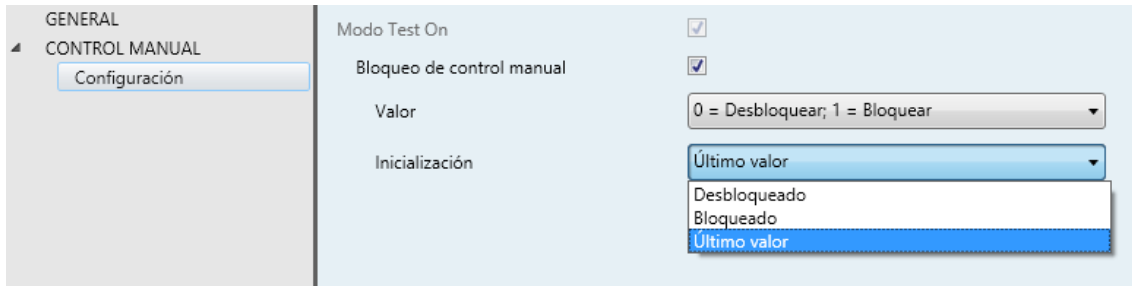 GENERAL
CONTROL MANUAL
Configuración
Modo Test On
Bloqueo de control manual
Valor
0 = Desbloquear; 1 = Bloquear
Inicialización
Último valor
Desbloqueado
Bloqueado
Último valor